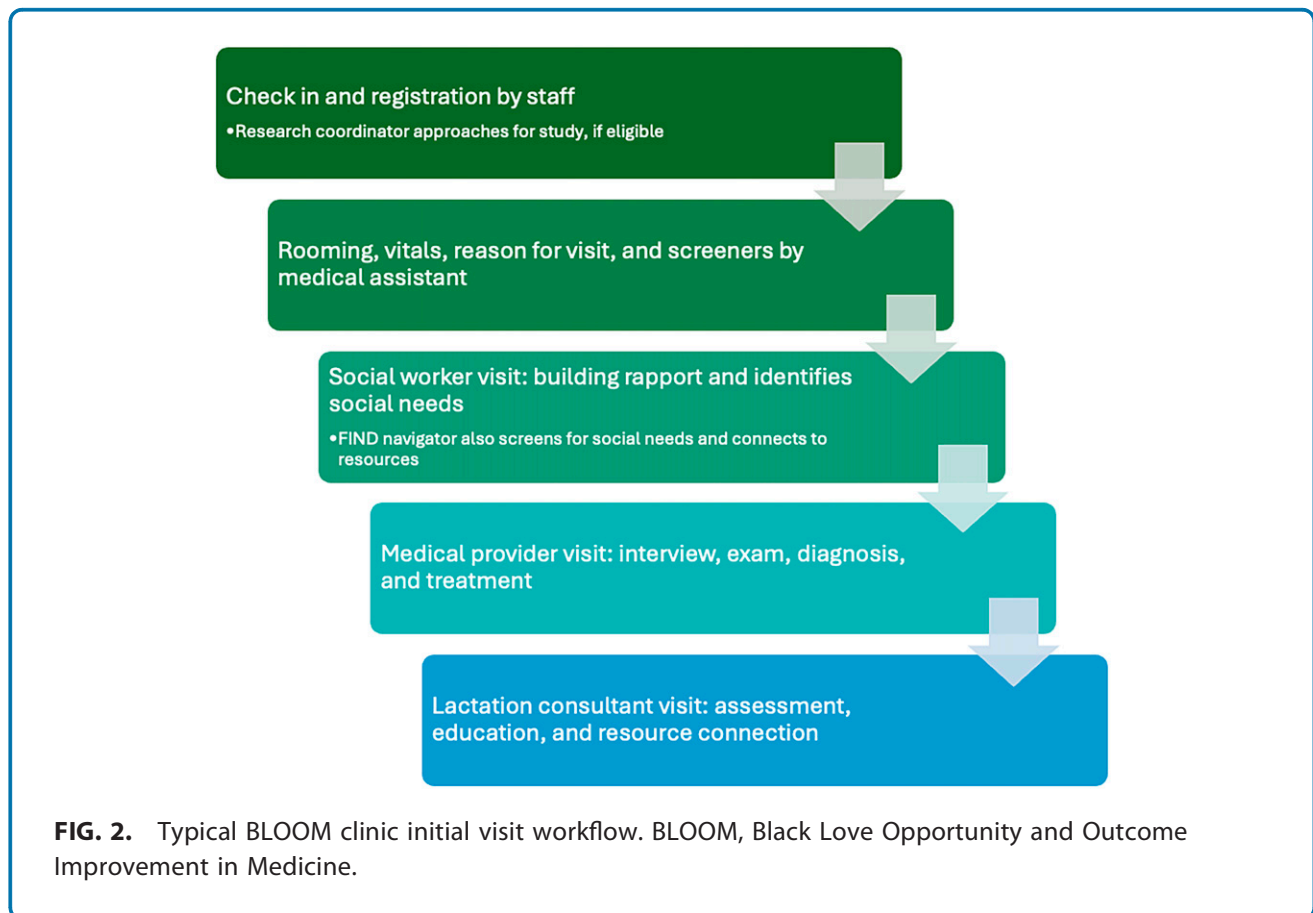 Check in and registration by staff
•Research coordinator approaches for study, if eligible
Rooming, vitals, reason for visit, and screeners by
medical assistant
Social worker visit: building rapport and identifies
social needs
•FIND navigator also screens for social needs and connects to
resources
Medical provider visit: interview, exam, diagnosis,
and treatment
Lactation consultant visit: assessment,
education, and resource connection
FIG. 2. Typical BLOOM clinic initial visit workflow. BLOOM, Black Love Opportunity and Outcome
Improvement in Medicine.